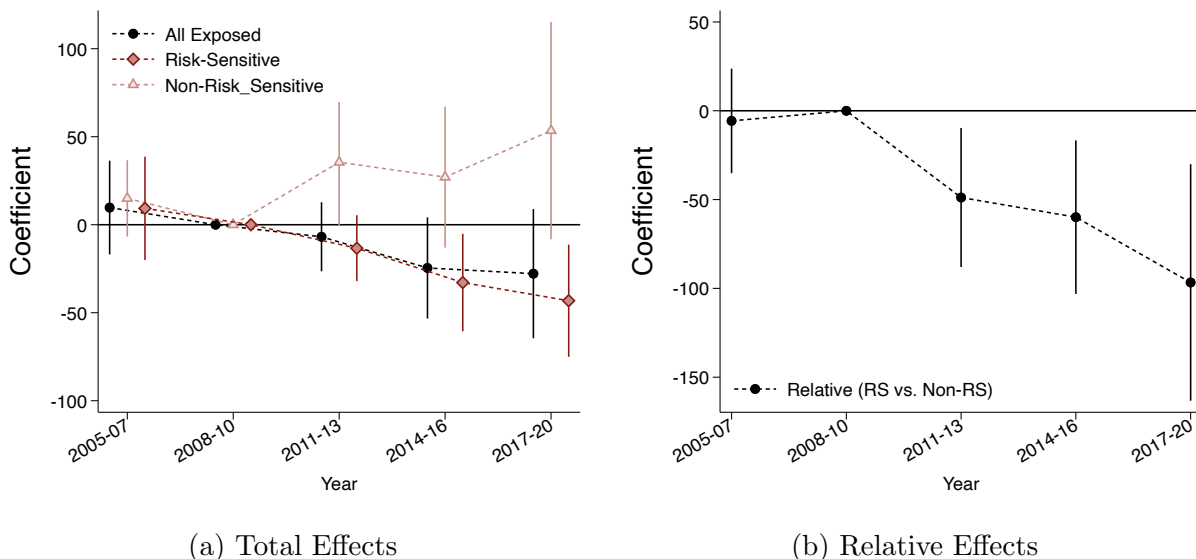 All Exposed
Risk-Sensitive
Non-Risk_Sensitive
100
50
0
-50
-100
Coefficient
2005-07
2008-10
2011-13
2014-16
2017-20
Year
(a) Total Effects
50
0
-50
-100
-150
Coefficient
Relative (RS vs. Non-RS)
2005-07
2008-10
2011-13
2014-16
2017-20
Year
(b) Relative Effects